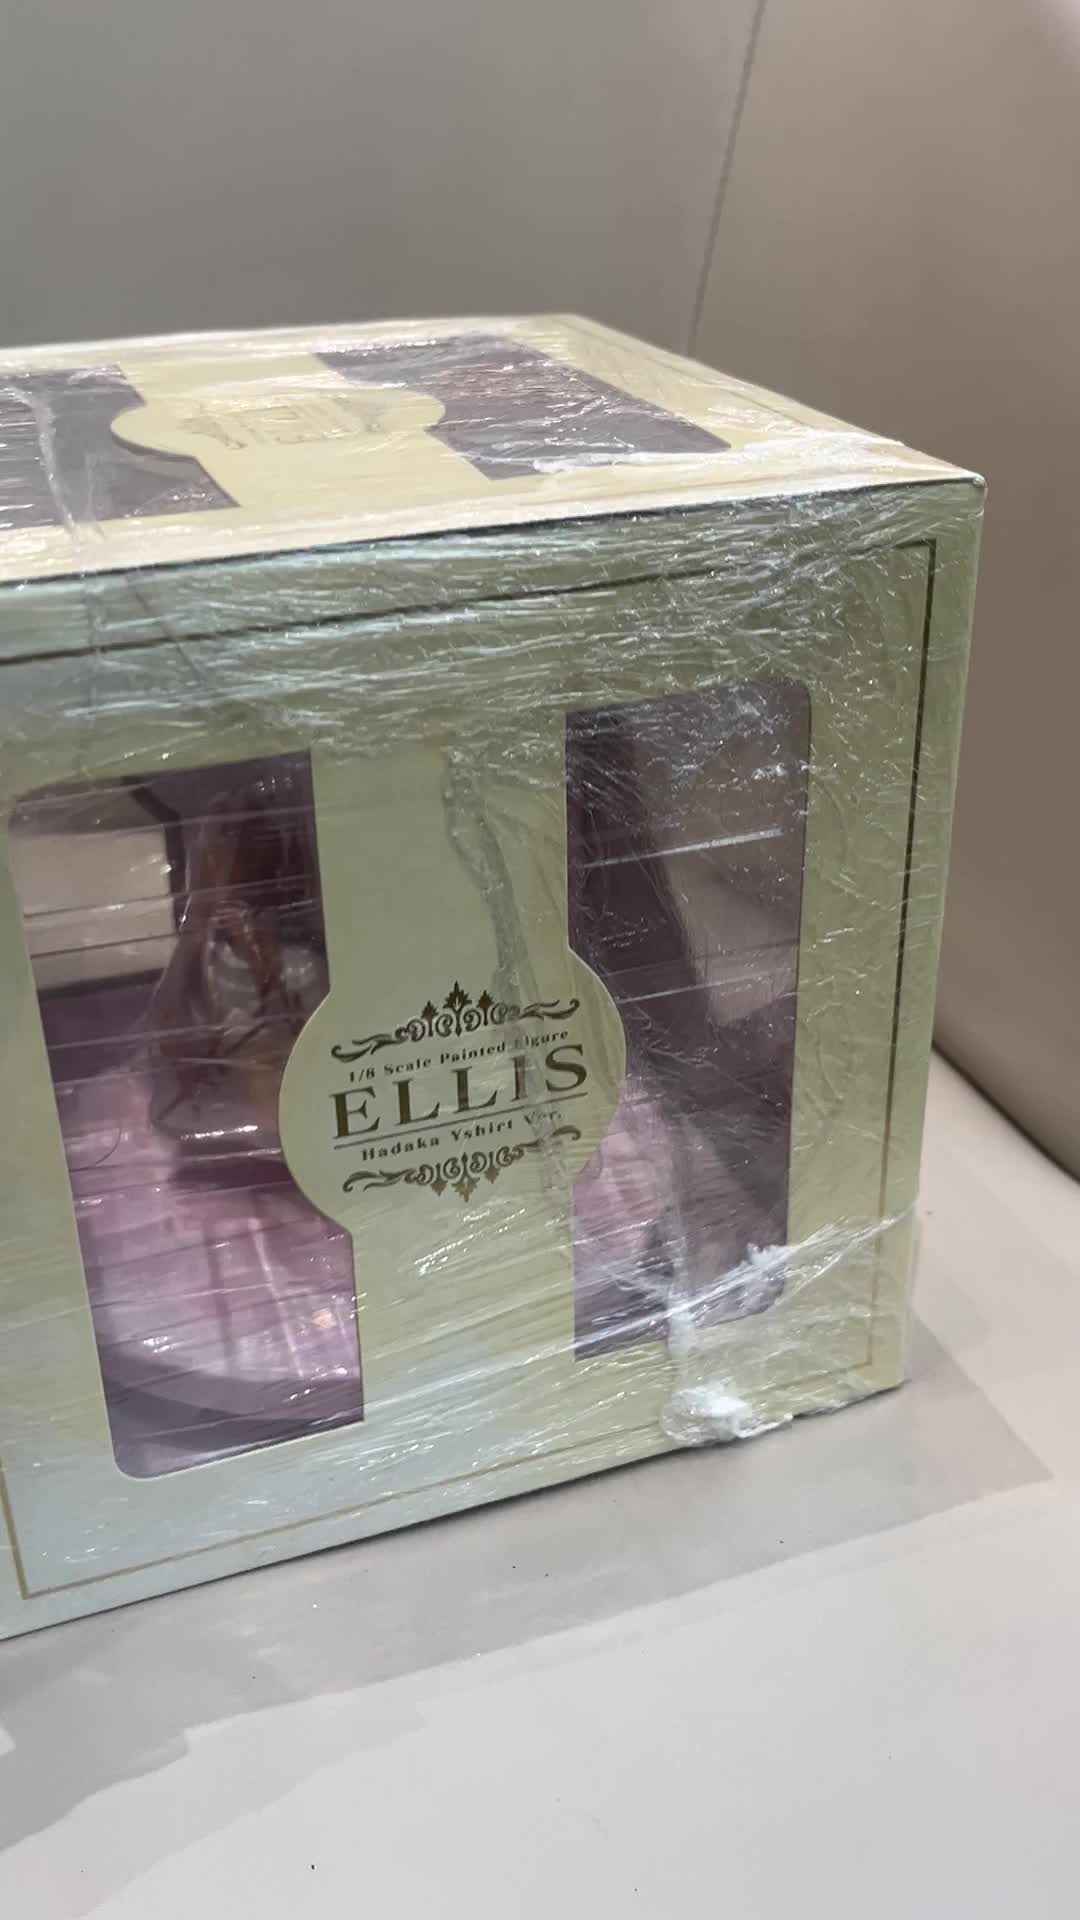 1/8 Scale Painted Figure
ELLIS
Hadaka Yshirt Ver.